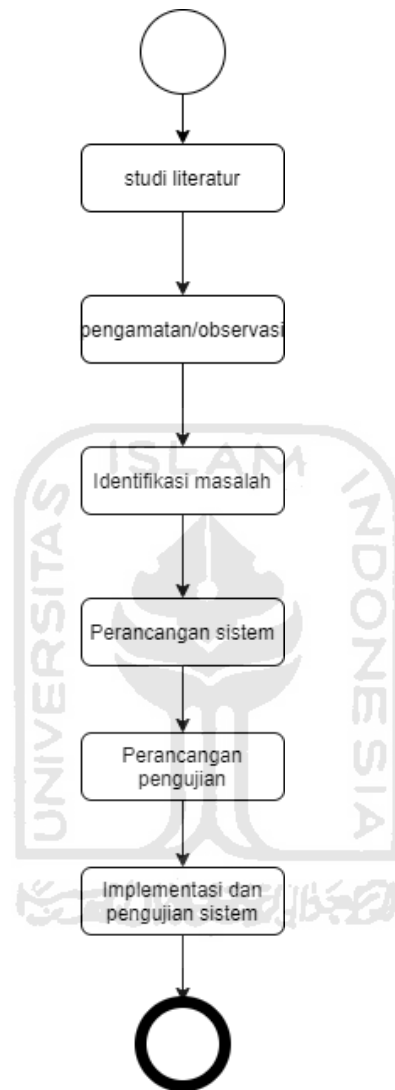 studi literatur
pengamatan/observasi
ISLAM
Identifikasi masalah
UNIVERSITAS
INDONESIA
Perancangan sistem
Perancangan
pengujian
Implementasi dan
pengujian sistem